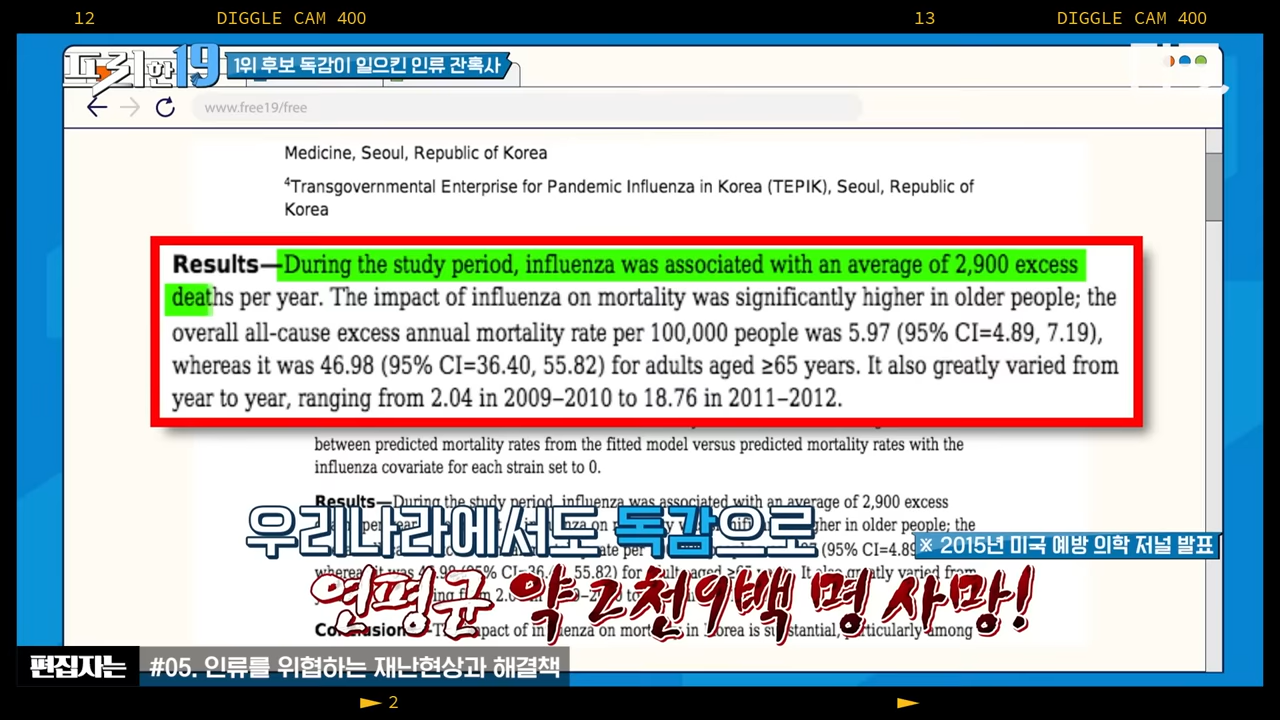 12
DIGGLE CAM 400
13
DIGGLE CAM 400
프리한19
1위 후보 독감이 일으킨 인류 잔혹사
www.free19/free
Medicine, Seoul, Republic of Korea
4Transgovernmental Enterprise for Pandemic Influenza in Korea (TEPIK), Seoul, Republic of
Korea
Results—During the study period, influenza was associated with an average of 2,900 excess
deaths per year. The impact of influenza on mortality was significantly higher in older people; the
overall all-cause excess annual mortality rate per 100,000 people was 5.97 (95% CI=4.89, 7.19),
whereas it was 46.98 (95% CI=36.40, 55.82) for adults aged ≥65 years. It also greatly varied from
year to year, ranging from 2.04 in 2009–2010 to 18.76 in 2011–2012.
between predicted mortality rates from the fitted model versus predicted mortality rates with the
influenza covariate for each strain set to 0.
Results—During the study period, influenza was associated with an average of 2,900 excess
우리나라에서도 독감으로
※ 2015년 미국 예방 의학 저널 발표
연평균 약 2천9백 명 사망!
편집자는
#05. 인류를 위협하는 재난현상과 해결책
2